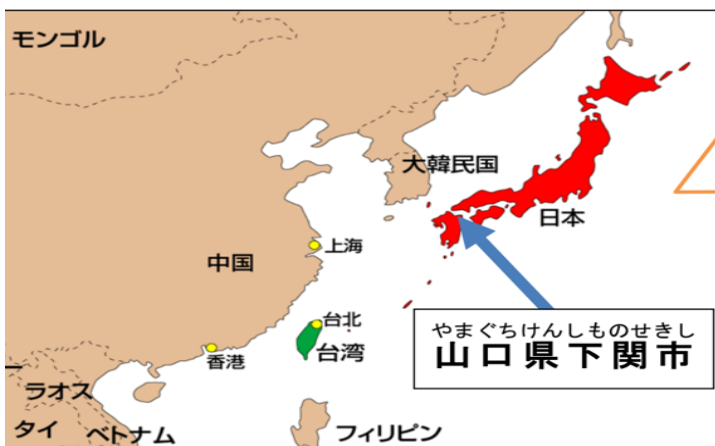 モンゴル
大韓民国
日本
上海
中国
台北
台湾
香港
やまぐちけんしものせきし
山口県下関市
ラオス
タイ
ベトナム
フィリピン